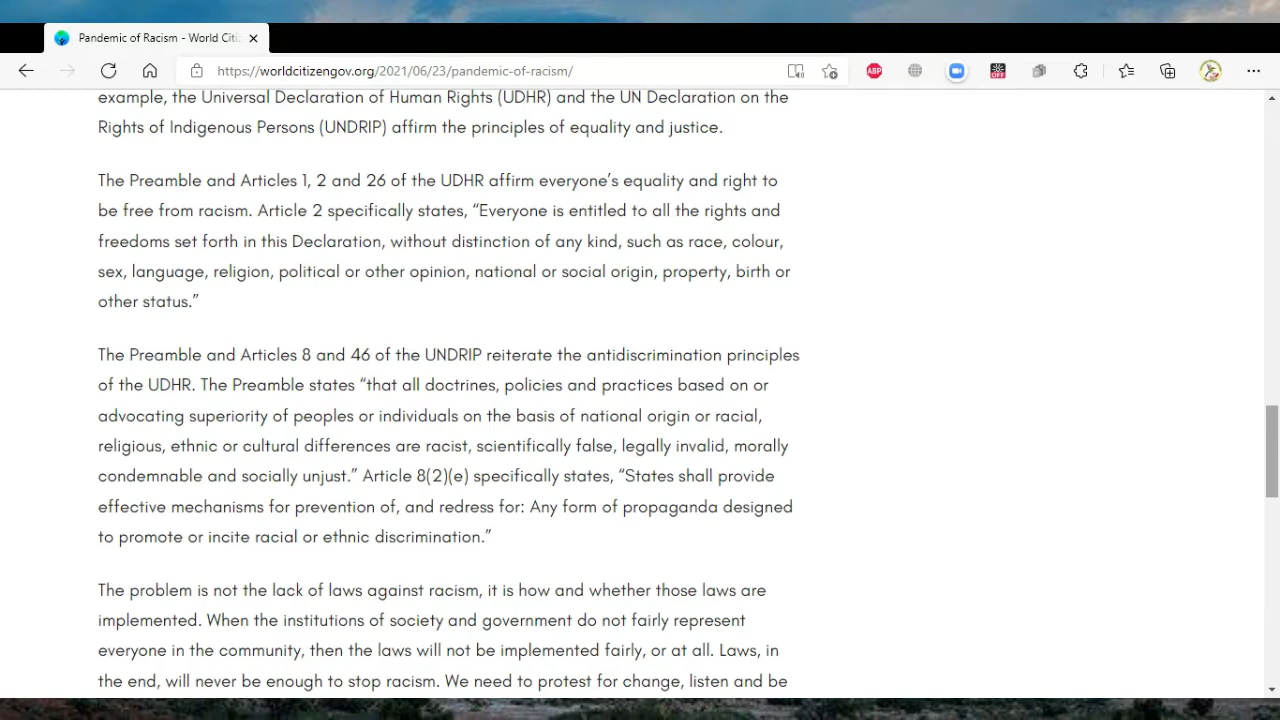 Pandemic of Racism - World Citi
https://worldcitizengov.org/2021/06/23/pandemic-of-racism/
ABP
OFF
example, the Universal Declaration of Human Rights (UDHR) and the UN Declaration on the
Rights of Indigenous Persons (UNDRIP) affirm the principles of equality and justice.
The Preamble and Articles 1, 2 and 26 of the UDHR affirm everyone’s equality and right to
be free from racism. Article 2 specifically states, “Everyone is entitled to all the rights and
freedoms set forth in this Declaration, without distinction of any kind, such as race, colour,
sex, language, religion, political or other opinion, national or social origin, property, birth or
other status.”
The Preamble and Articles 8 and 46 of the UNDRIP reiterate the antidiscrimination principles
of the UDHR. The Preamble states “that all doctrines, policies and practices based on or
advocating superiority of peoples or individuals on the basis of national origin or racial,
religious, ethnic or cultural differences are racist, scientifically false, legally invalid, morally
condemnable and socially unjust.” Article 8(2)(e) specifically states, “States shall provide
effective mechanisms for prevention of, and redress for: Any form of propaganda designed
to promote or incite racial or ethnic discrimination.”
The problem is not the lack of laws against racism, it is how and whether those laws are
implemented. When the institutions of society and government do not fairly represent
everyone in the community, then the laws will not be implemented fairly, or at all. Laws, in
the end, will never be enough to stop racism. We need to protest for change, listen and be